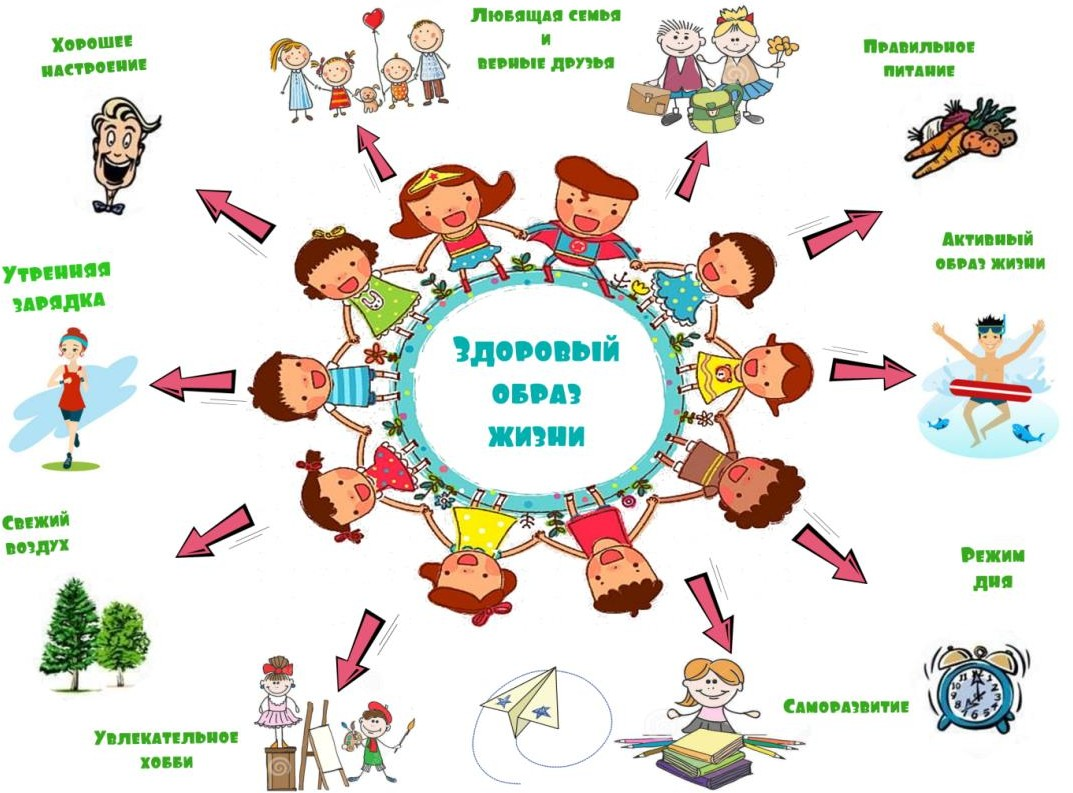 Любящая семья
и
верные друзья
Хорошее
настроение
Правильное
питание
Активный
образ жизни
Утренняя
зарядка
Здоровый
образ
жизни
Свежий
воздух
Режим
дня
Саморазвитие
Увлекательное
хобби